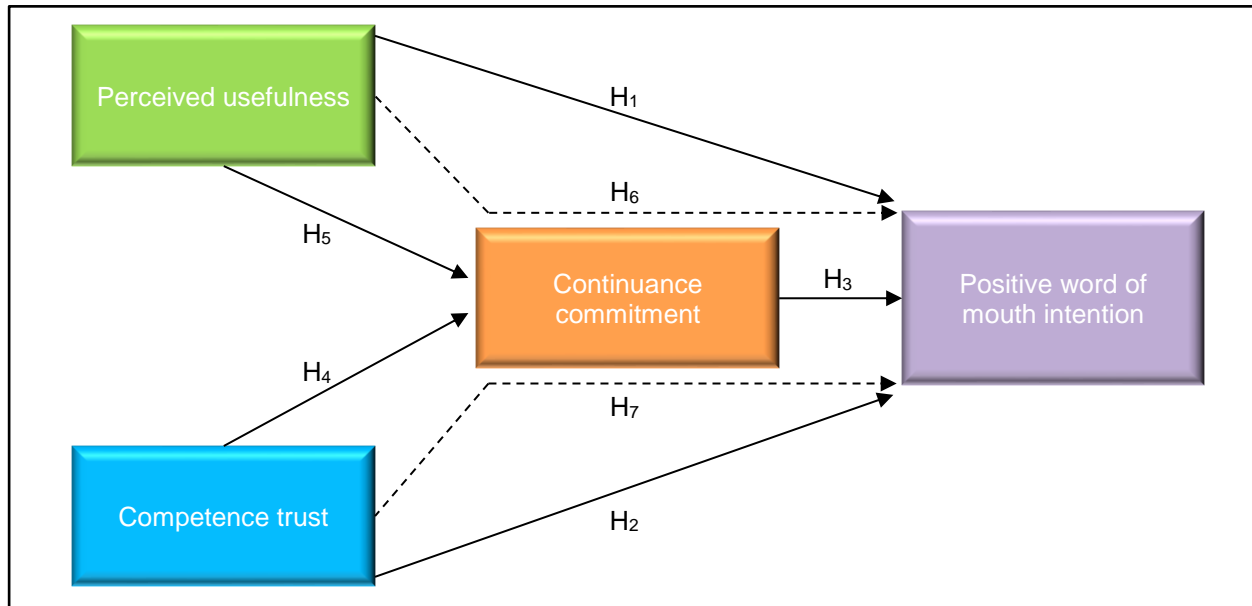 Perceived usefulness
H₁
H₆
H₅
Continuance
commitment
H₃
Positive word of
mouth intention
H₄
H₇
Competence trust
H₂